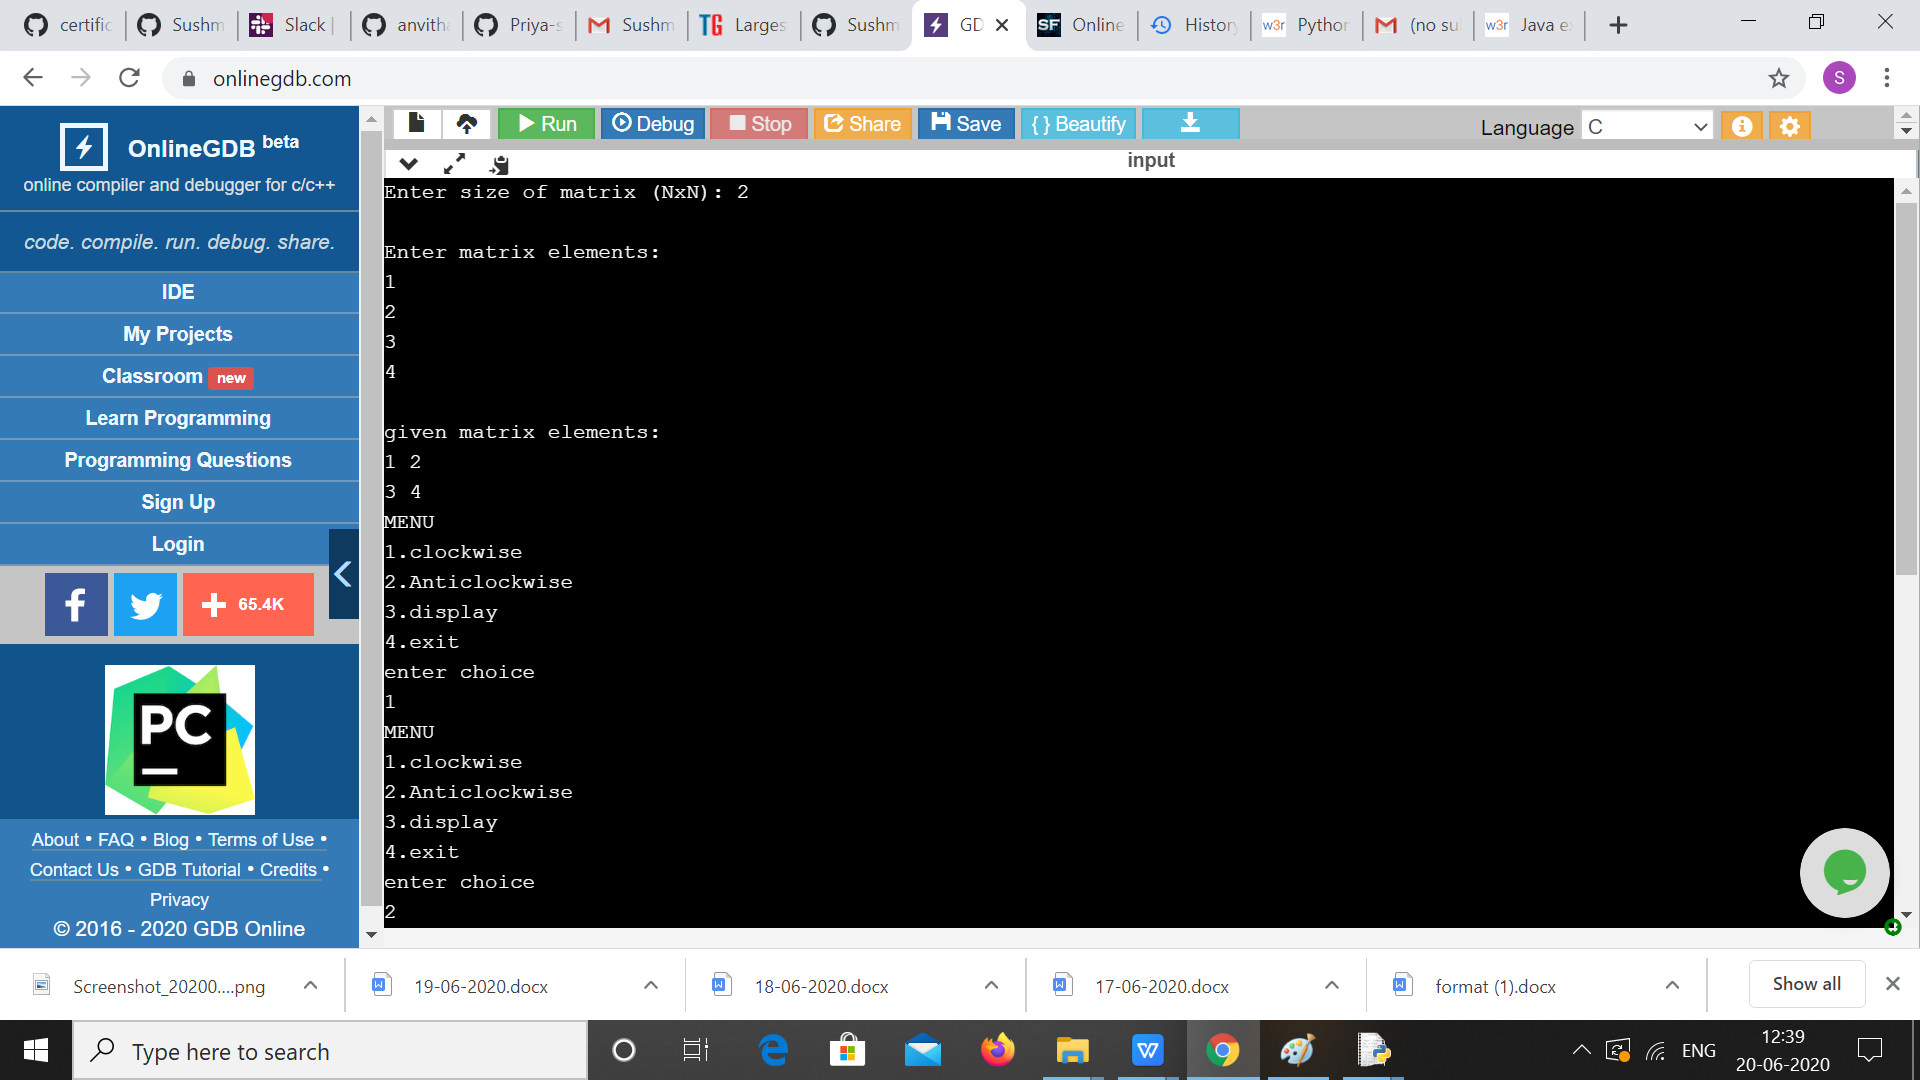 certific
Sushm
Slack
anvitha
Priya-s
Sushm
TG Larges
Sushm
GD
SF Online
History
w3r Python
(no su
w3r Java e
onlinegdb.com
S
OnlineGDB beta
online compiler and debugger for c/c++
code. compile. run. debug. share.
IDE
My Projects
Classroom new
Learn Programming
Programming Questions
Sign Up
Login
65.4K
PC
About • FAQ • Blog • Terms of Use •
Contact Us • GDB Tutorial • Credits •
Privacy
© 2016 - 2020 GDB Online
Run Debug Stop Share Save { } Beautify
Language C
input
Enter size of matrix (NxN): 2
Enter matrix elements:
1
2
3
4
given matrix elements:
1 2
3 4
MENU
1.clockwise
2.Anticlockwise
3.display
4.exit
enter choice
1
MENU
1.clockwise
2.Anticlockwise
3.display
4.exit
enter choice
2
Screenshot_20200....png
19-06-2020.docx
18-06-2020.docx
17-06-2020.docx
format (1).docx
Show all
Type here to search
ENG
12:39
20-06-2020